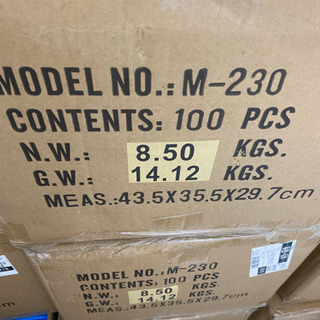 MODEL NO.: M-230
CONTENTS: 100 PCS
N.W.: 8.50 KGS.
G.W.: 14.12 KGS.
MEAS.:43.5X35.5X29.7cm
MODEL NO.: M-230
CONTENTS: 100 PCS
N.W.: 8.50 KGS.
G.W.: 14.12 KGS.
MEAS.:43.5X35.5X29.7cm